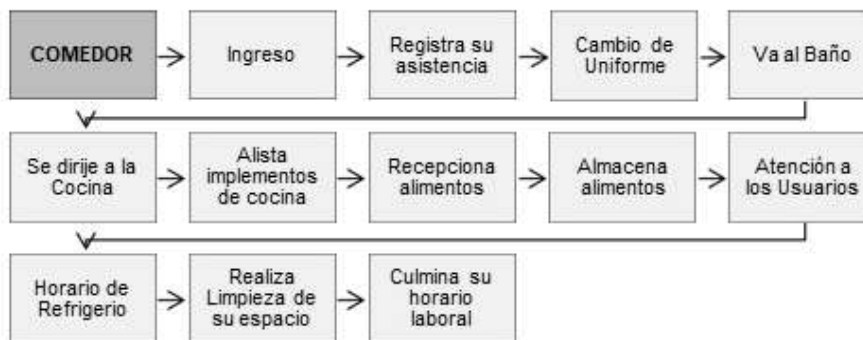 COMEDOR
Ingreso
Registra su
asistencia
Cambio de
Uniforme
Va al Baño
Se dirije a la
Cocina
Alista
implementos
de cocina
Recepciona
alimentos
Almacena
alimentos
Atención a
los Usuarios
Horario de
Refrigerio
Realiza
Limpieza de
su espacio
Culmina su
horario
laboral